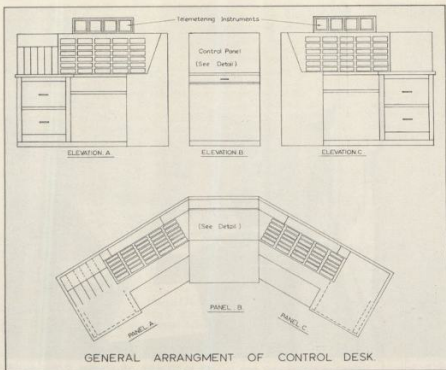 Telemetering Instruments
Control Panel
(See Detail)
ELEVATION. A
ELEVATION. B
ELEVATION. C
(See Detail)
PANEL. A
PANEL. B
PANEL. C
GENERAL ARRANGMENT OF CONTROL DESK.